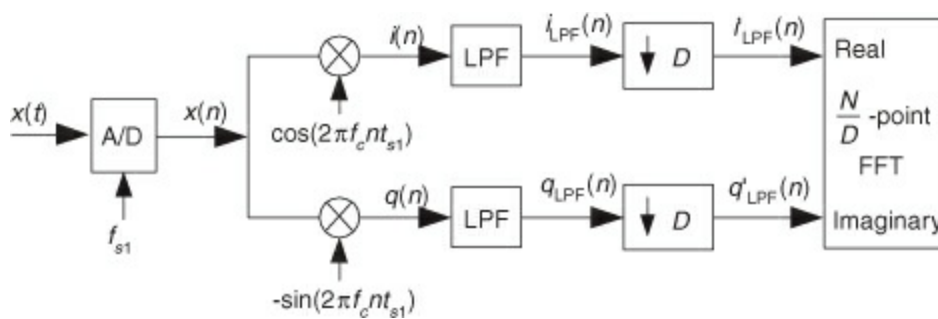 x(t)
A/D
f_s1
x(n)
cos(2πf_c nt_s1)
i(n)
LPF
i_LPF(n)
↓ D
i'_LPF(n)
-sin(2πf_c nt_s1)
q(n)
LPF
q_LPF(n)
↓ D
q'_LPF(n)
Real
N/D -point
FFT
Imaginary